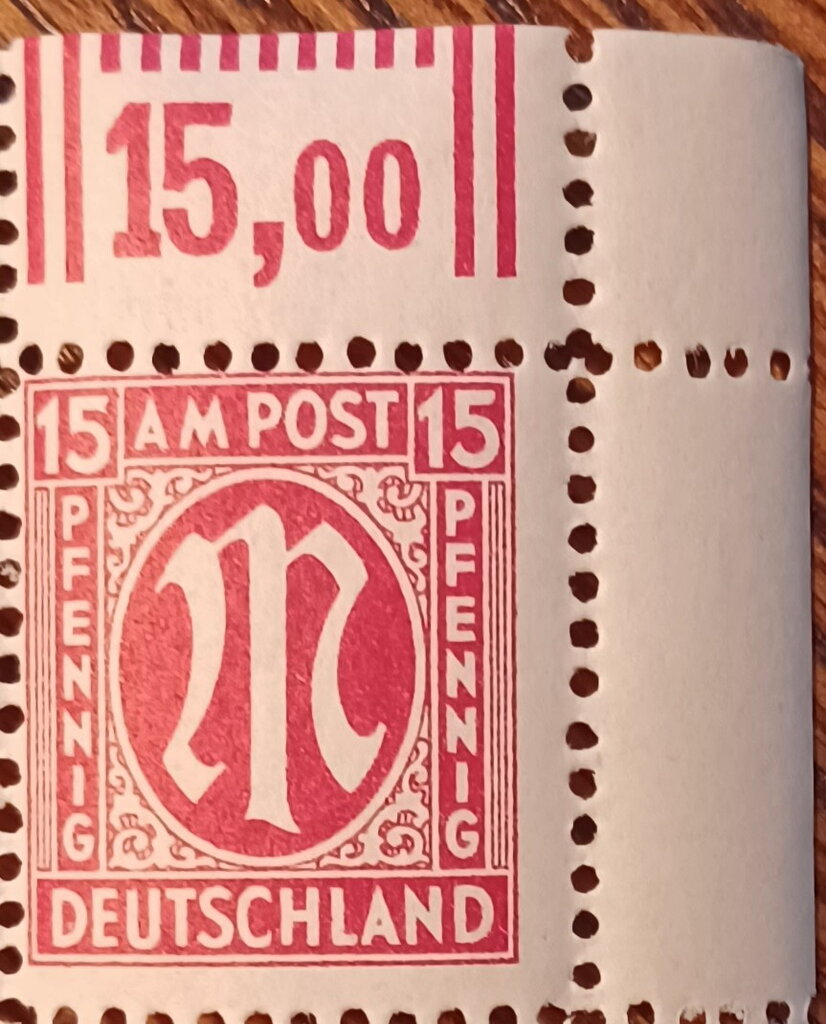 15,00
15 AM POST 15
PFENNIG
M
PFENNIG
DEUTSCHLAND